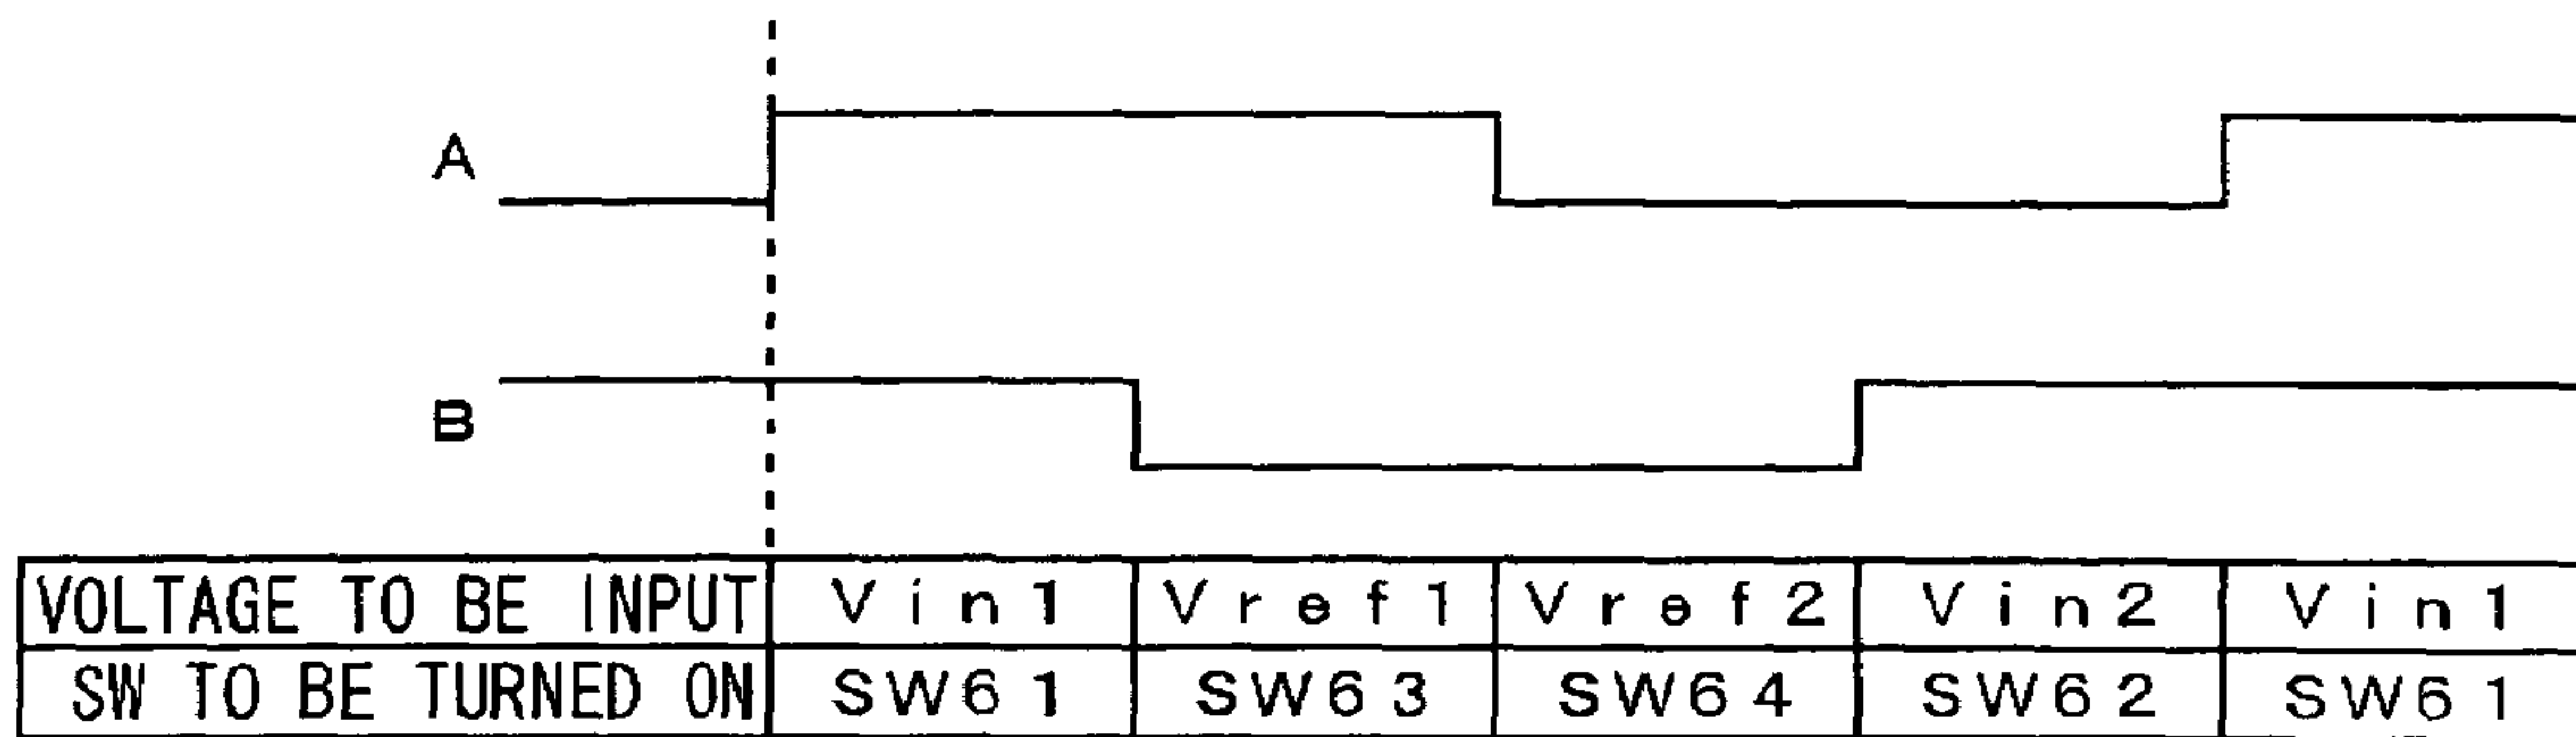 A
B
VOLTAGE TO BE INPUT Vin1 Vref1 Vref2 Vin2 Vin1
SW TO BE TURNED ON SW61 SW63 SW64 SW62 SW61